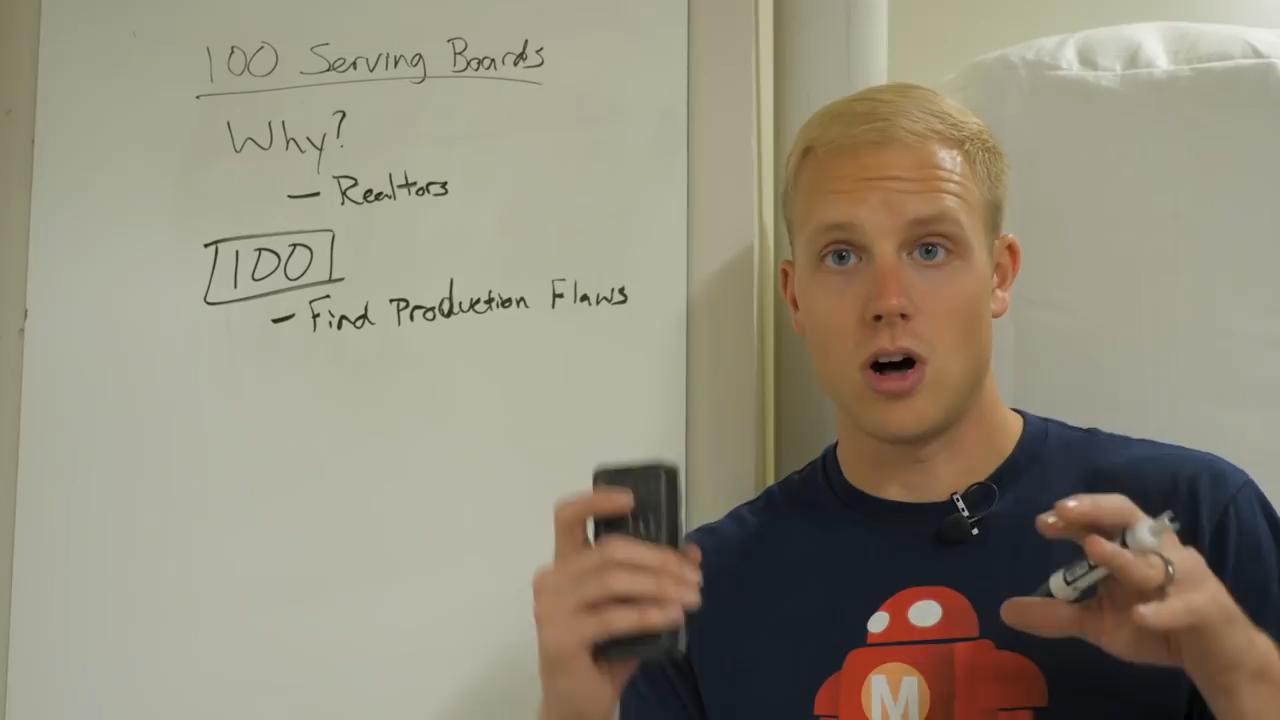 100 Serving Boards
Why?
– Realtors
100
– Find Production Flaws
M